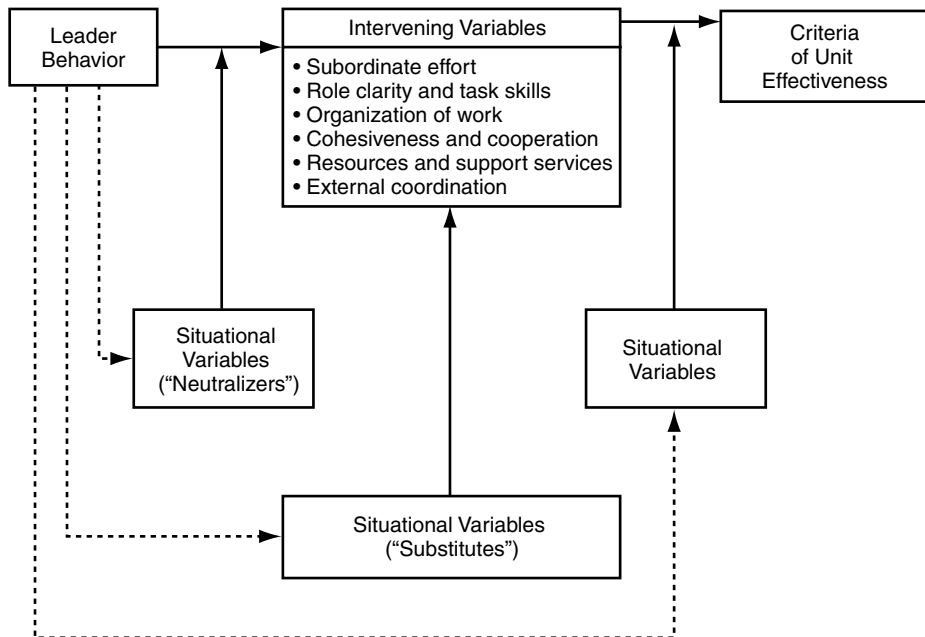 Leader
Behavior
Intervening Variables
• Subordinate effort
• Role clarity and task skills
• Organization of work
• Cohesiveness and cooperation
• Resources and support services
• External coordination
Criteria
of Unit
Effectiveness
Situational
Variables
(“Neutralizers”)
Situational
Variables
Situational Variables
(“Substitutes”)